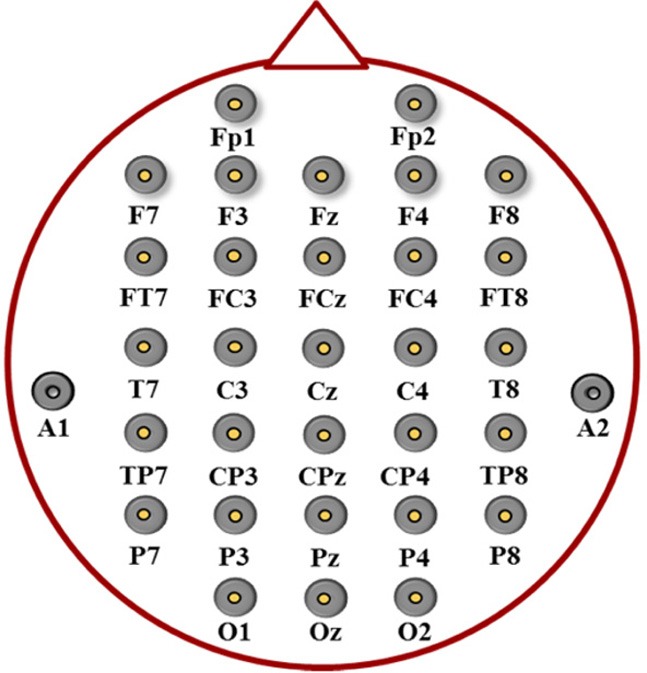 Fp1 Fp2
F7 F3 Fz F4 F8
FT7 FC3 FCz FC4 FT8
T7 C3 Cz C4 T8
A1 A2
TP7 CP3 CPz CP4 TP8
P7 P3 Pz P4 P8
O1 Oz O2